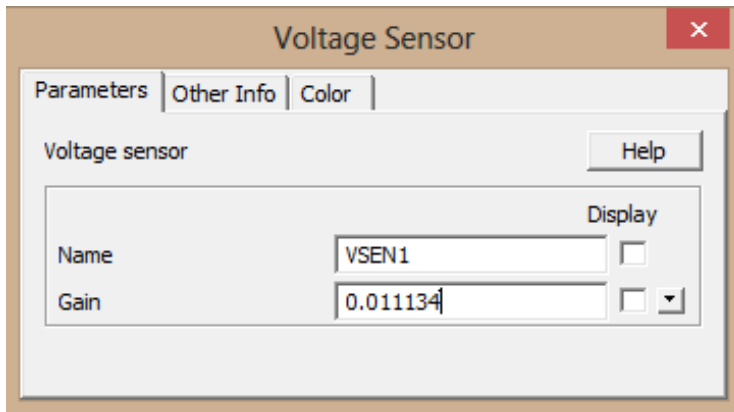 Voltage Sensor
Parameters Other Info Color
Voltage sensor Help
Display
Name VSEN1
Gain 0.011134